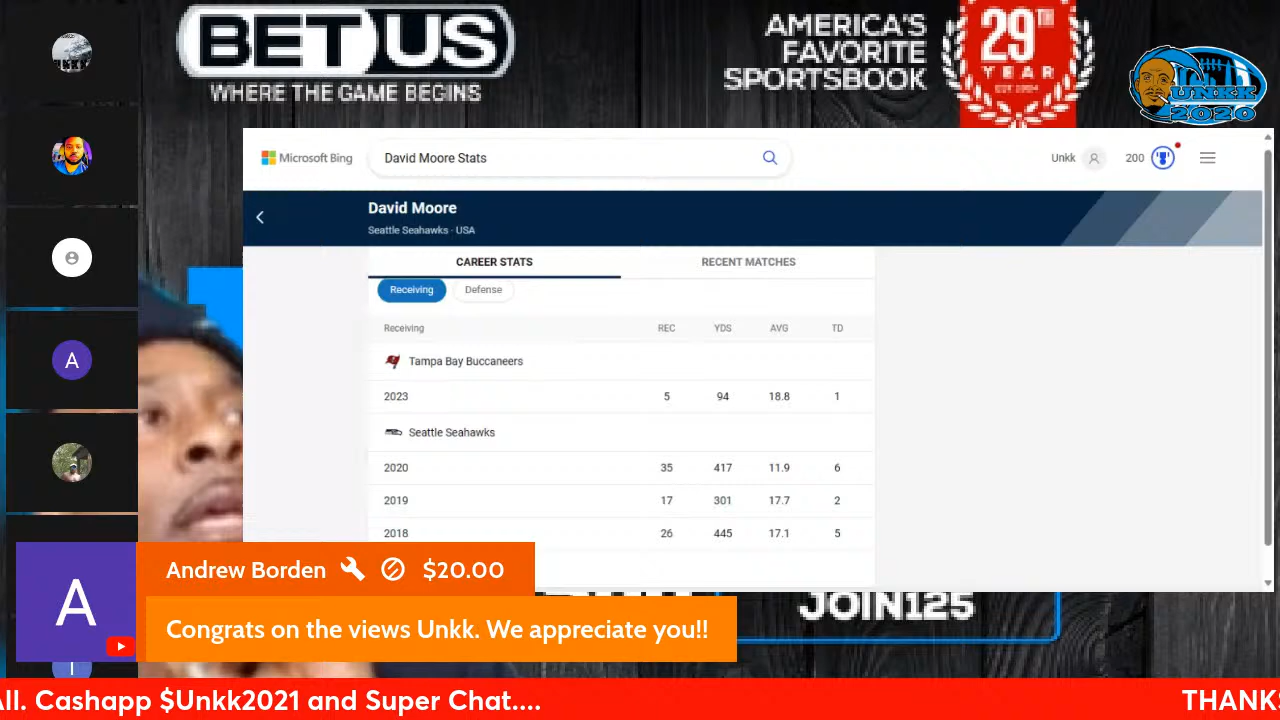 BETUS
WHERE THE GAME BEGINS
AMERICA'S
FAVORITE
SPORTSBOOK
29TH
YEAR
EST 1994
UNKK
2020
Microsoft Bing
David Moore Stats
Unkk
200
David Moore
Seattle Seahawks · USA
CAREER STATS
RECENT MATCHES
Receiving
Defense
Receiving REC YDS AVG TD
Tampa Bay Buccaneers
2023 5 94 18.8 1
Seattle Seahawks
2020 35 417 11.9 6
2019 17 301 17.7 2
2018 26 445 17.1 5
A
A
Andrew Borden $20.00
Congrats on the views Unkk. We appreciate you!!
JOIN125
All. Cashapp $Unkk2021 and Super Chat....
THANKS